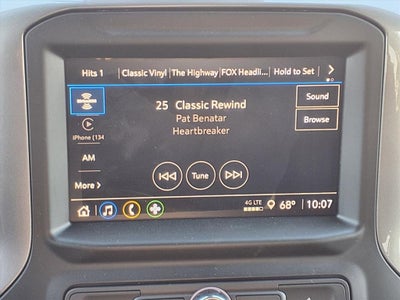 Hits 1 Classic Vinyl The Highway FOX Headli... Hold to Set
25 Classic Rewind
Sound
Pat Benatar
Browse
Heartbreaker
iPhone (134
AM
More
Tune
4G LTE 68° 10:07